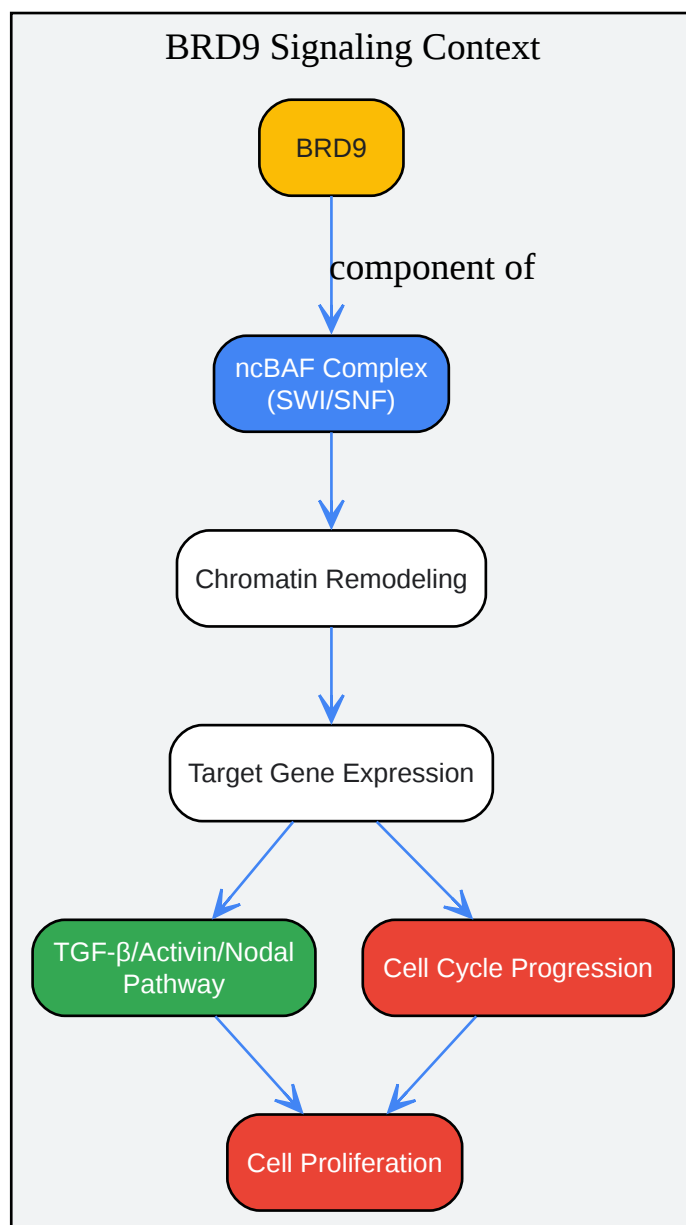 BRD9 Signaling Context
BRD9
component of
ncBAF Complex
(SWI/SNF)
Chromatin Remodeling
Target Gene Expression
TGF-β/Activin/Nodal
Pathway
Cell Cycle Progression
Cell Proliferation